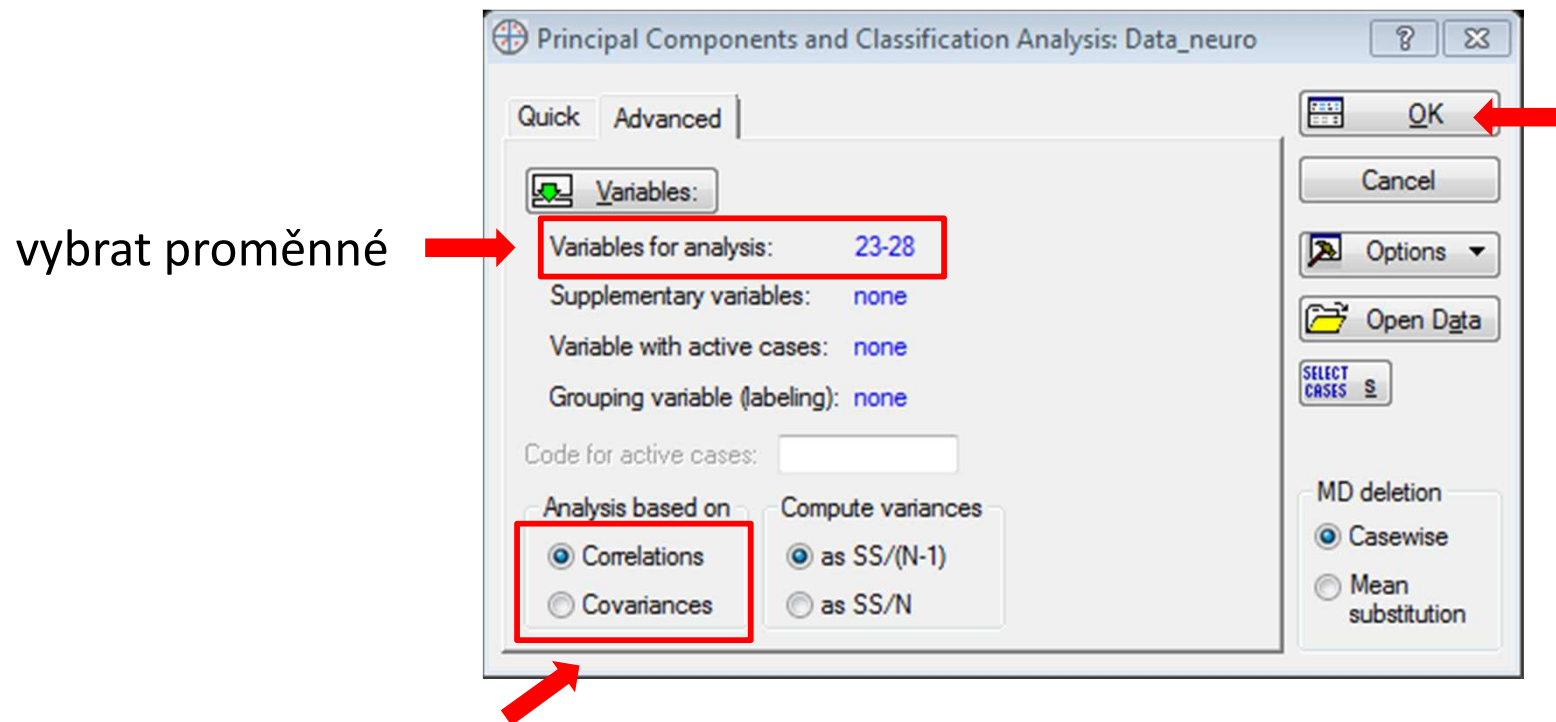 Principal Components and Classification Analysis: Data_neuro
Quick Advanced
OK
Variables:
Cancel
vybrat proměnné
Variables for analysis: 23-28
Options
Supplementary variables: none
Open Data
Variable with active cases: none
SELECT
CASES S
Grouping variable (labeling): none
Code for active cases:
Analysis based on
Compute variances
MD deletion
Correlations
as SS/(N-1)
Casewise
Covariances
as SS/N
Mean
substitution